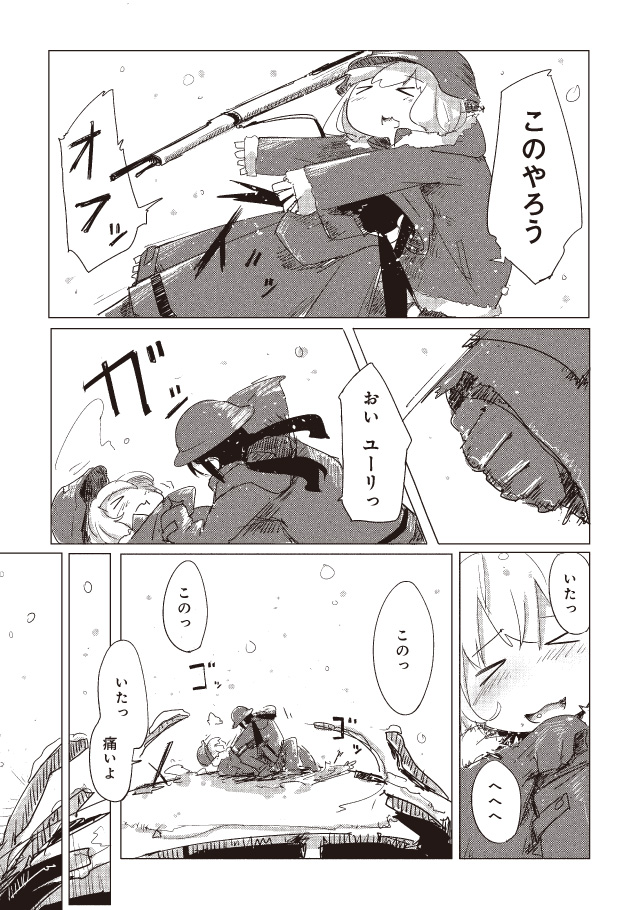 このやろう
オブッ
おい ユーリっ
ガッ
いたっ
へへへ
このっ
このっ
ゴッ
ゴッ
いたっ
痛いよ